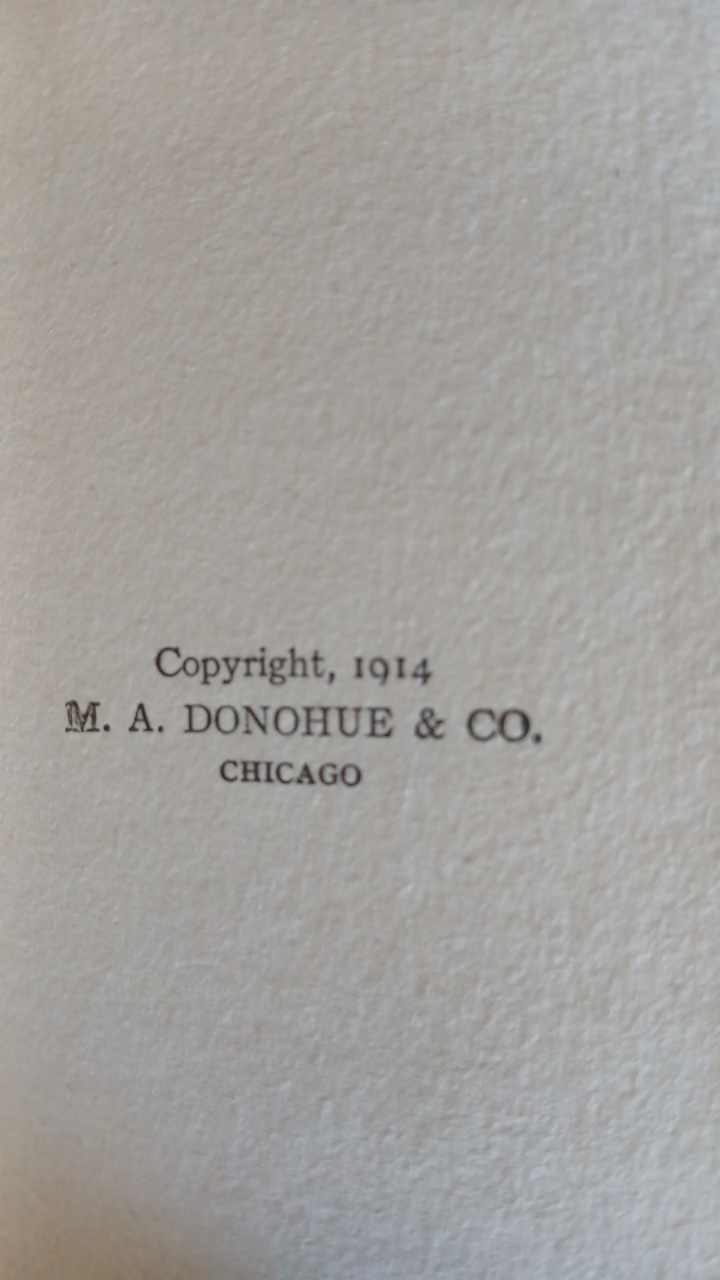 Copyright, 1914
M. A. DONOHUE & CO.
CHICAGO